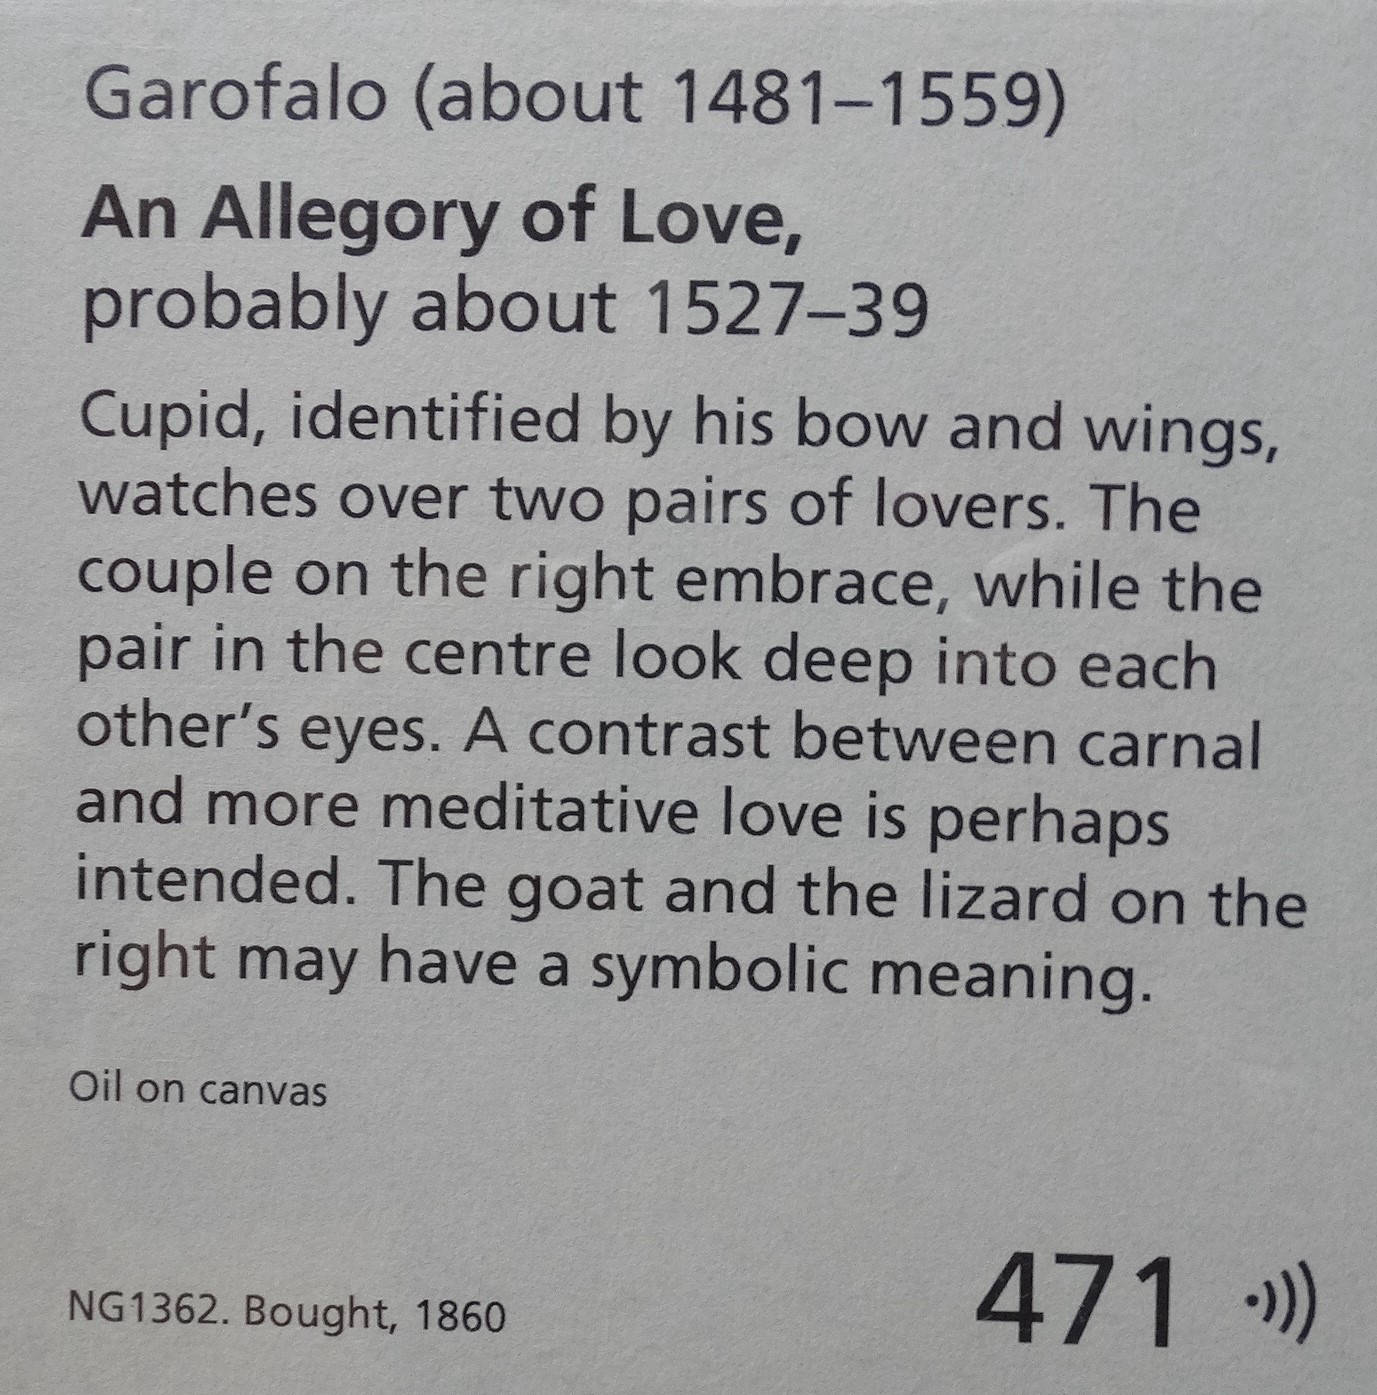 Garofalo (about 1481–1559)
An Allegory of Love,
probably about 1527–39
Cupid, identified by his bow and wings,
watches over two pairs of lovers. The
couple on the right embrace, while the
pair in the centre look deep into each
other’s eyes. A contrast between carnal
and more meditative love is perhaps
intended. The goat and the lizard on the
right may have a symbolic meaning.
Oil on canvas
NG1362. Bought, 1860
471